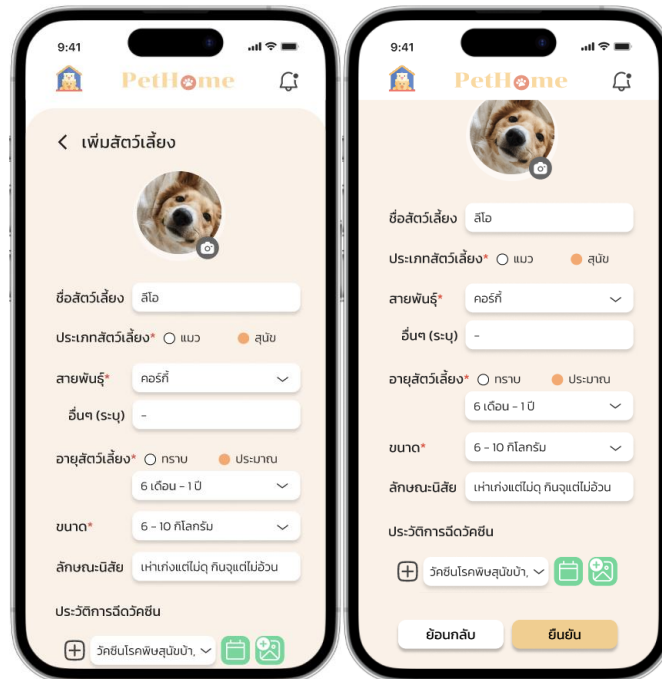 9:41
PetHome
เพิ่มสัตว์เลี้ยง
ชื่อสัตว์เลี้ยง ลีโอ
ประเภทสัตว์เลี้ยง* แมว สุนัข
สายพันธุ์* คอร์กี้
อื่นๆ (ระบุ) -
อายุสัตว์เลี้ยง* ทราบ ประมาณ
6 เดือน - 1 ปี
ขนาด* 6 - 10 กิโลกรัม
ลักษณะนิสัย เห่าเก่งแต่ไม่ดุ กินจุแต่ไม่อ้วน
ประวัติการฉีดวัคซีน
วัคซีนโรคพิษสุนัขบ้า,
9:41
PetHome
ชื่อสัตว์เลี้ยง ลีโอ
ประเภทสัตว์เลี้ยง* แมว สุนัข
สายพันธุ์* คอร์กี้
อื่นๆ (ระบุ) -
อายุสัตว์เลี้ยง* ทราบ ประมาณ
6 เดือน - 1 ปี
ขนาด* 6 - 10 กิโลกรัม
ลักษณะนิสัย เห่าเก่งแต่ไม่ดุ กินจุแต่ไม่อ้วน
ประวัติการฉีดวัคซีน
วัคซีนโรคพิษสุนัขบ้า,
ย้อนกลับ ยืนยัน